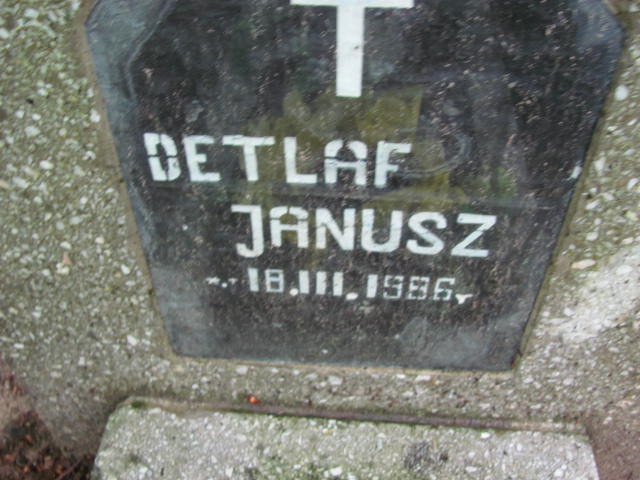 DETLAF
JANUSZ
*.† 18.III.1986 r